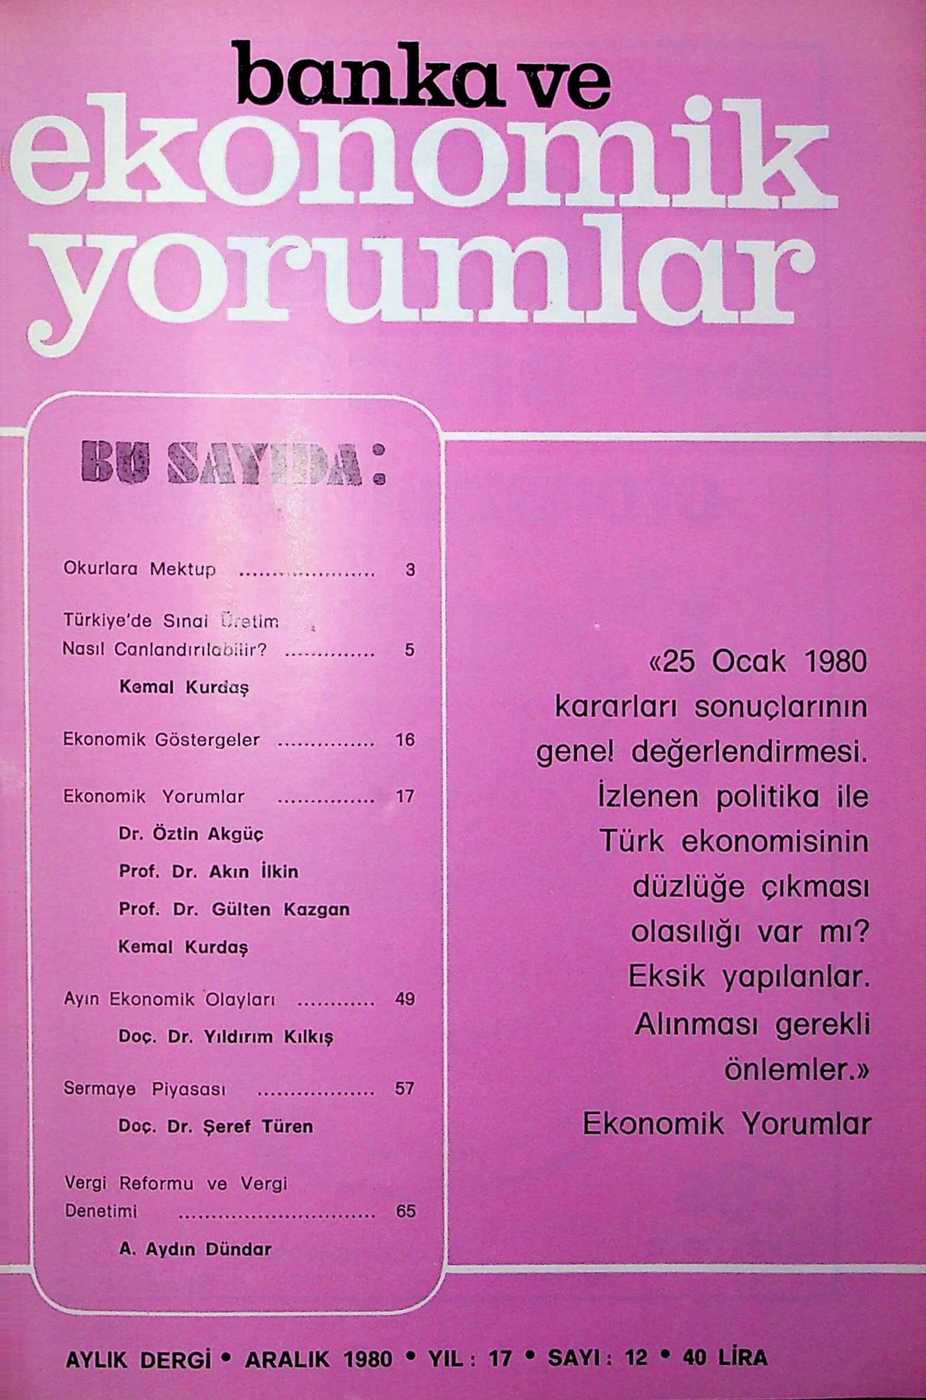 banka ve
ekonomik
yorumlar
BU SAYIDA:
Okurlara Mektup ..................... 3
Türkiye'de Sınai Üretim
Nasıl Canlandırılabilir? .............. 5
Kemal Kurdaş
Ekonomik Göstergeler ............... 16
Ekonomik Yorumlar ............... 17
Dr. Öztin Akgüç
Prof. Dr. Akın İlkin
Prof. Dr. Gülten Kazgan
Kemal Kurdaş
Ayın Ekonomik Olayları ............ 49
Doç. Dr. Yıldırım Kılkış
Sermaye Piyasası .................. 57
Doç. Dr. Şeref Türen
Vergi Reformu ve Vergi
Denetimi .............................. 65
A. Aydın Dündar
«25 Ocak 1980
kararları sonuçlarının
genel değerlendirmesi.
İzlenen politika ile
Türk ekonomisinin
düzlüğe çıkması
olasılığı var mı?
Eksik yapılanlar.
Alınması gerekli
önlemler.»
Ekonomik Yorumlar
AYLIK DERGİ • ARALIK 1980 • YIL : 17 • SAYI : 12 • 40 LİRA